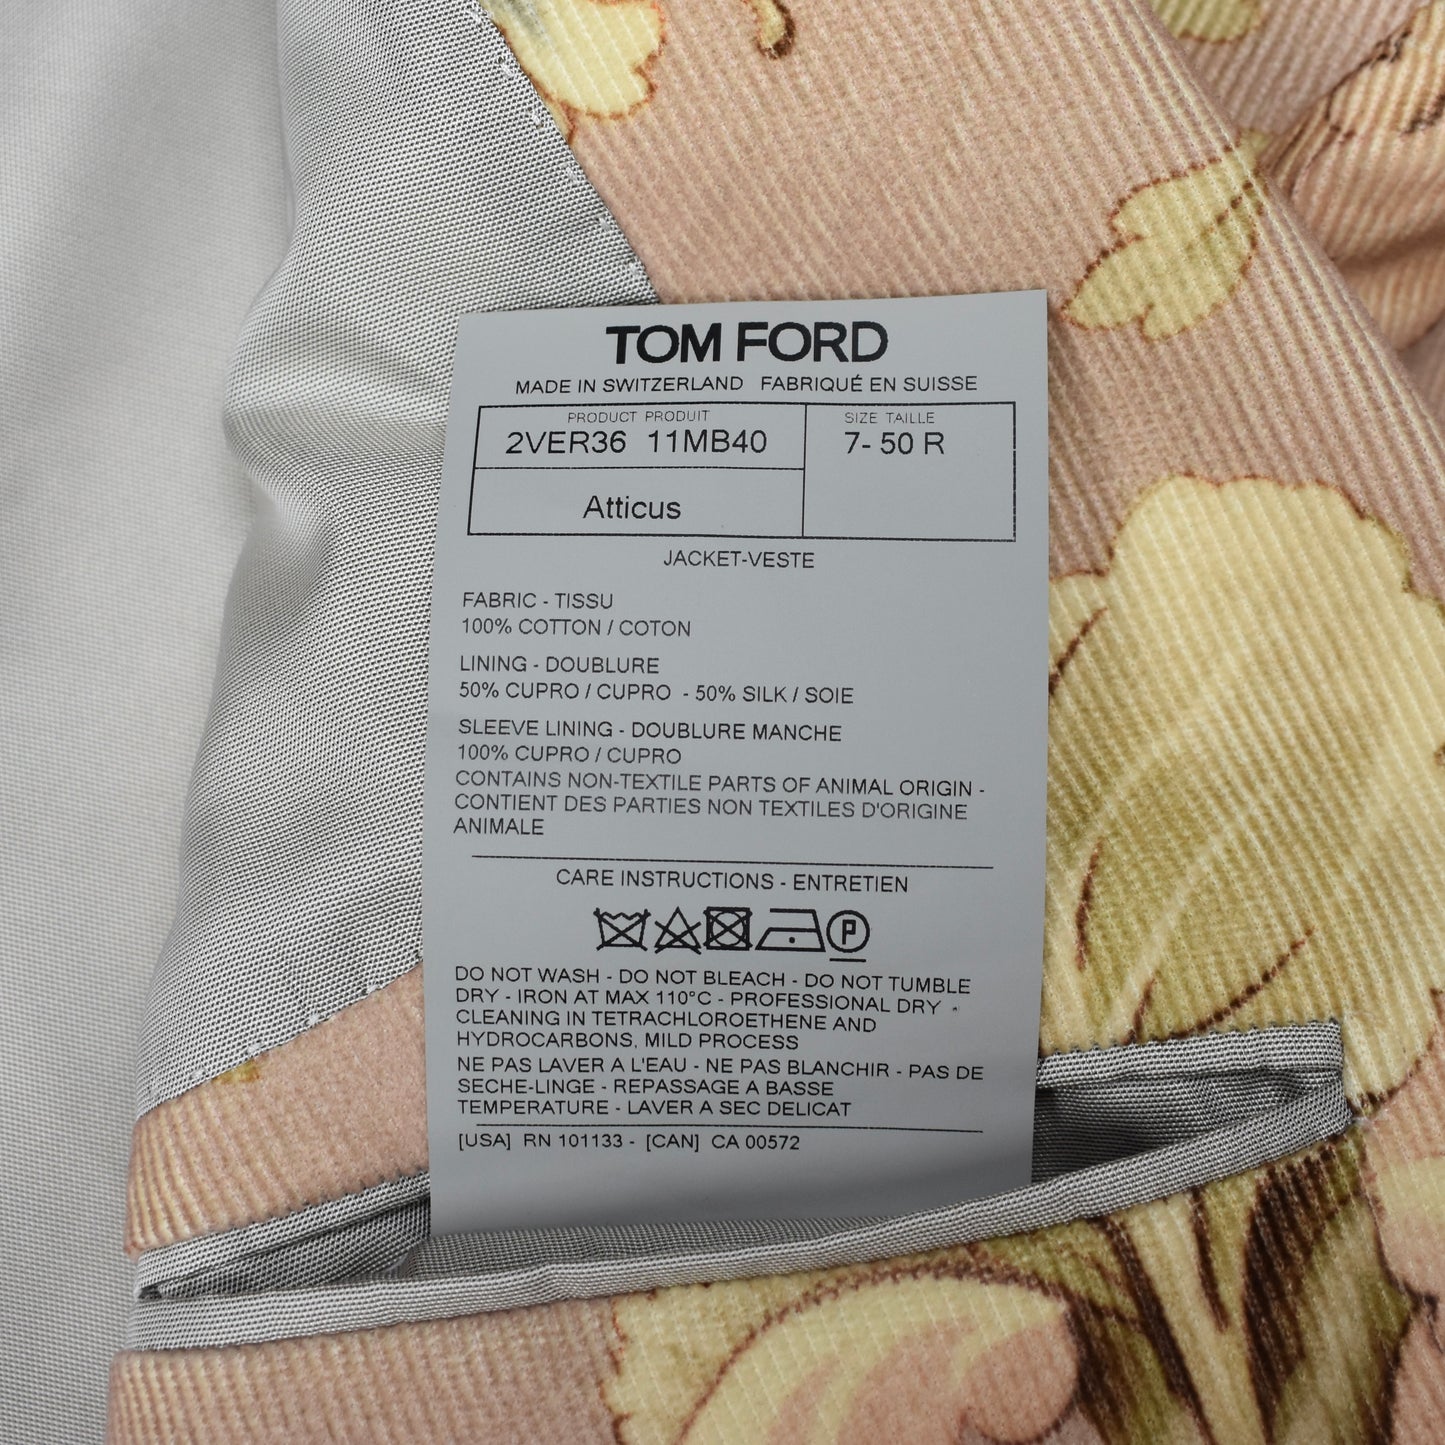 TOM FORD
MADE IN SWITZERLAND FABRIQUÉ EN SUISSE
PRODUCT PRODUIT
2VER36 11MB40
SIZE TAILLE
7- 50 R
Atticus
JACKET-VESTE
FABRIC - TISSU
100% COTTON / COTON
LINING - DOUBLURE
50% CUPRO / CUPRO - 50% SILK / SOIE
SLEEVE LINING - DOUBLURE MANCHE
100% CUPRO / CUPRO
CONTAINS NON-TEXTILE PARTS OF ANIMAL ORIGIN -
CONTIENT DES PARTIES NON TEXTILES D'ORIGINE
ANIMALE
CARE INSTRUCTIONS - ENTRETIEN
P
DO NOT WASH - DO NOT BLEACH - DO NOT TUMBLE
DRY - IRON AT MAX 110°C - PROFESSIONAL DRY
CLEANING IN TETRACHLOROETHENE AND
HYDROCARBONS, MILD PROCESS
NE PAS LAVER A L'EAU - NE PAS BLANCHIR - PAS DE
SECHE-LINGE - REPASSAGE A BASSE
TEMPERATURE - LAVER A SEC DELICAT
[USA] RN 101133 - [CAN] CA 00572